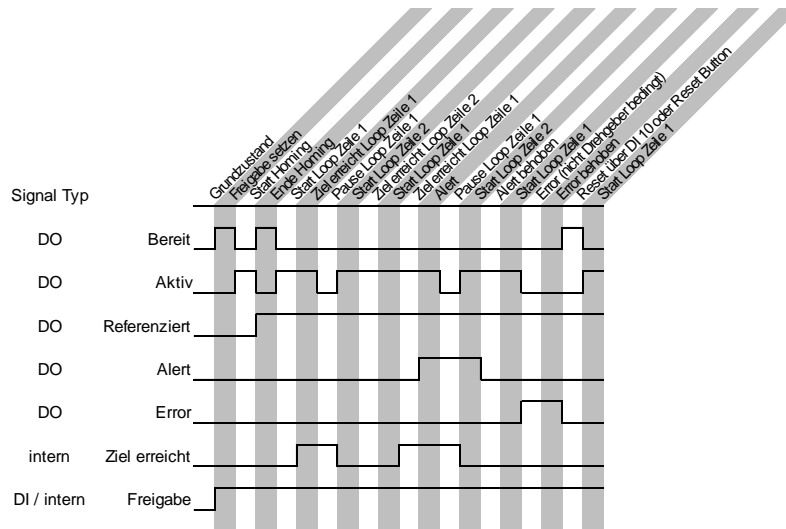 Grundzustand
Freigabe setzen
Start Homing
Ende Homing
Start Loop Zeile 1
Ziel erreicht Loop Zeile 1
Pause Loop Zeile 1
Start Loop Zeile 2
Ziel erreicht Loop Zeile 2
Start Loop Zeile 1
Ziel erreicht Loop Zeile 1
Alert
Pause Loop Zeile 1
Start Loop Zeile 2
Alert behoben
Start Loop Zeile 1
Error (nicht Drehgeber bedingt)
Error behoben
Reset über DI 10 oder Reset Button
Start Loop Zeile 1
Signal Typ
DO Bereit
DO Aktiv
DO Referenziert
DO Alert
DO Error
intern Ziel erreicht
DI / intern Freigabe